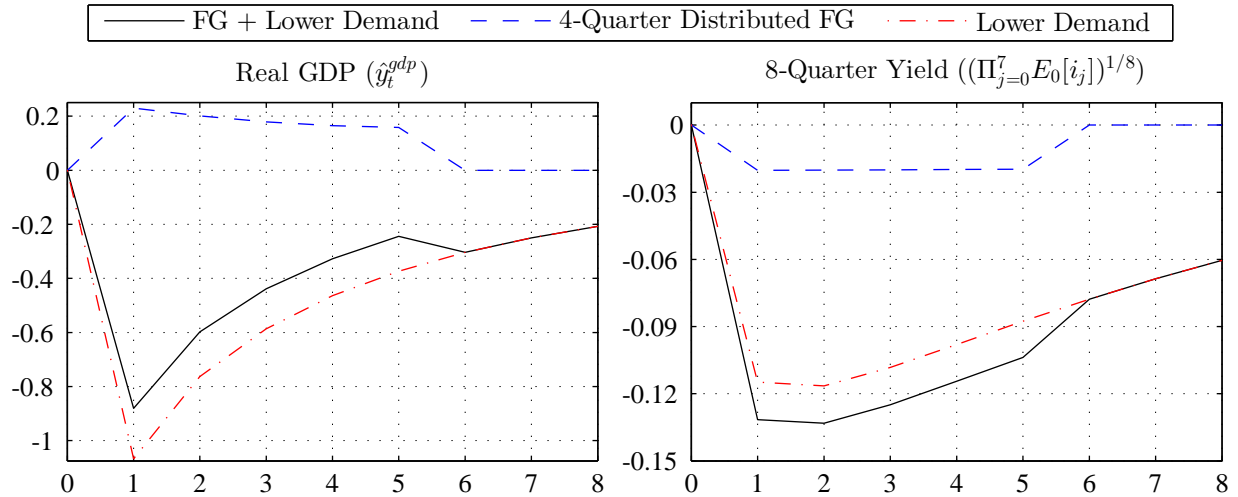 FG + Lower Demand 4-Quarter Distributed FG Lower Demand
Real GDP (ŷ_t^{gdp})
0.2
0
-0.2
-0.4
-0.6
-0.8
-1
0 1 2 3 4 5 6 7 8
8-Quarter Yield ((Π_{j=0}^7 E_0[i_j])^{1/8})
0
-0.03
-0.06
-0.09
-0.12
-0.15
0 1 2 3 4 5 6 7 8